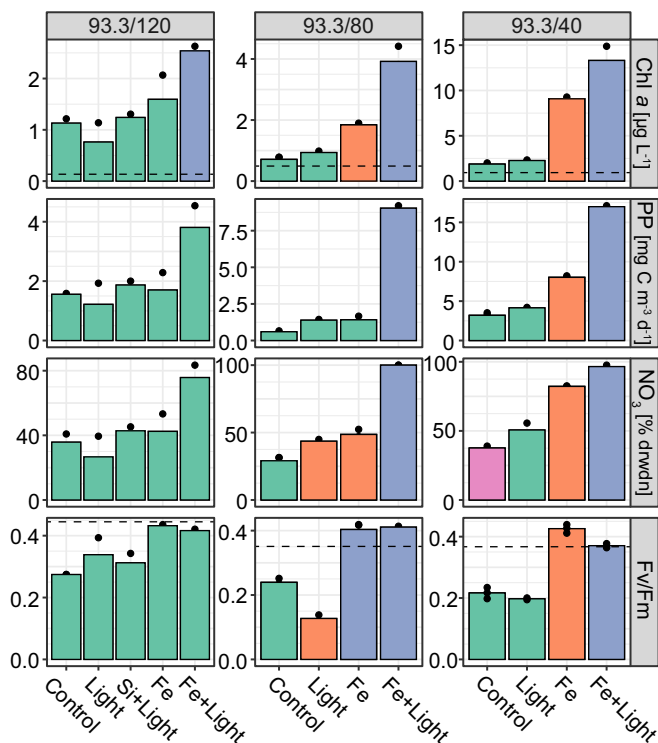 93.3/120 93.3/80 93.3/40
2 1 0
4 2 0
15 10 5 0
Chl a [µg L⁻¹]
4 2 0
7.5 5.0 2.5 0.0
15 10 5 0
PP [mg C m⁻³ d⁻¹]
80 40 0
100 50 0
100 50 0
NO₃ [% drwdn]
0.4 0.2 0.0
0.4 0.2 0.0
0.4 0.2 0.0
Fv/Fm
Control Light Si+Light Fe Fe+Light
Control Light Fe Fe+Light
Control Light Fe Fe+Light